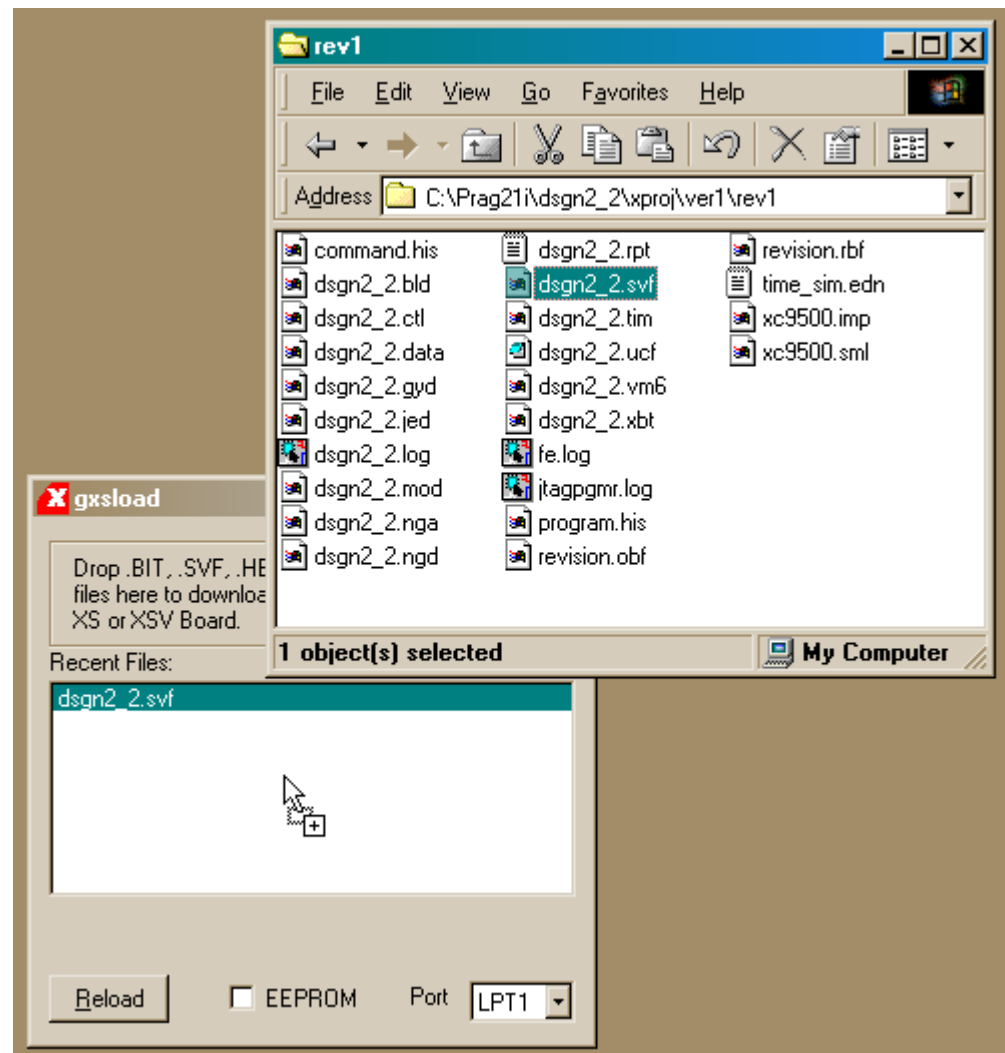 rev1
File Edit View Go Favorites Help
Address C:\Prag21i\dsgn2_2\xproj\ver1\rev1
command.his
dsgn2_2.bld
dsgn2_2.ctl
dsgn2_2.data
dsgn2_2.gyd
dsgn2_2.jed
dsgn2_2.log
dsgn2_2.mod
dsgn2_2.nga
dsgn2_2.ngd
dsgn2_2.rpt
dsgn2_2.svf
dsgn2_2.tim
dsgn2_2.ucf
dsgn2_2.vm6
dsgn2_2.xbt
fe.log
jtagpgmr.log
program.his
revision.obf
revision.rbf
time_sim.edn
xc9500.imp
xc9500.sml
1 object(s) selected My Computer
X gxsload
Drop .BIT, .SVF, .HE
files here to downloa
XS or XSV Board.
Recent Files:
dsgn2_2.svf
Reload EEPROM Port LPT1